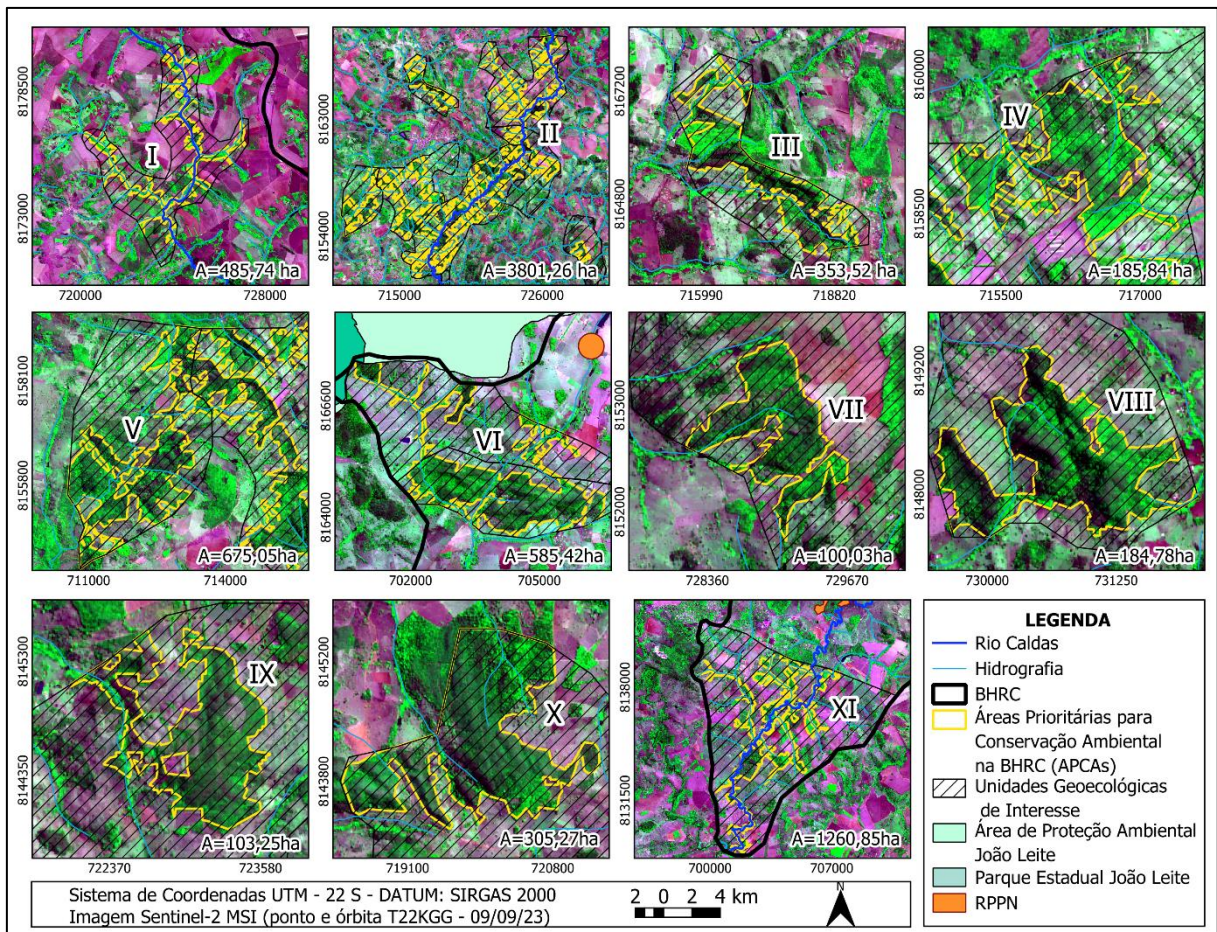 8178500
8173000
I
A=485,74 ha
720000
728000
8163000
8154000
II
A=3801,26 ha
715000
726000
8167200
8164800
III
A=353,52 ha
715990
718820
8160000
8158500
IV
A=185,84 ha
715500
717000
8158100
8155800
V
A=675,05ha
711000
714000
8166600
8164000
VI
A=585,42ha
702000
705000
8153000
8152000
VII
A=100,03ha
728360
729670
8149200
8148000
VIII
A=184,78ha
730000
731250
8145300
8144350
IX
A=103,25ha
722370
723580
8145200
8143800
X
A=305,27ha
719100
720800
8138000
8131500
XI
A=1260,85ha
700000
707000
LEGENDA
Rio Caldas
Hidrografia
BHRC
Áreas Prioritárias para
Conservação Ambiental
na BHRC (APCAs)
Unidades Geoecológicas
de Interesse
Área de Proteção Ambiental
João Leite
Parque Estadual João Leite
RPPN
Sistema de Coordenadas UTM - 22 S - DATUM: SIRGAS 2000
Imagem Sentinel-2 MSI (ponto e órbita T22KGG - 09/09/23)
2 0 2 4 km
N